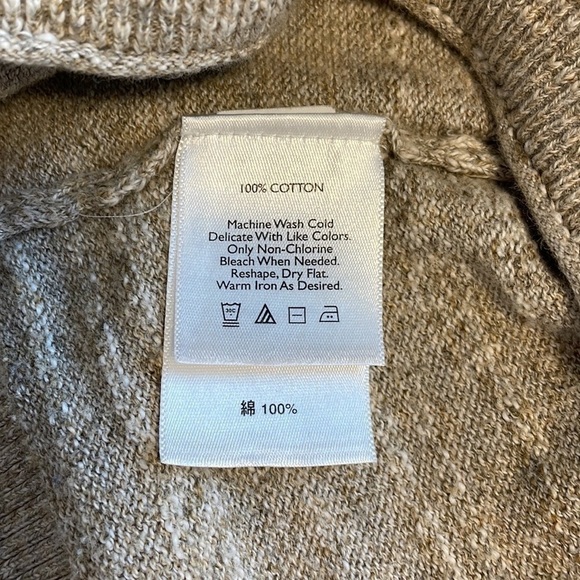 100% COTTON
Machine Wash Cold
Delicate With Like Colors.
Only Non-Chlorine
Bleach When Needed.
Reshape, Dry Flat.
Warm Iron As Desired.
30C
綿 100%